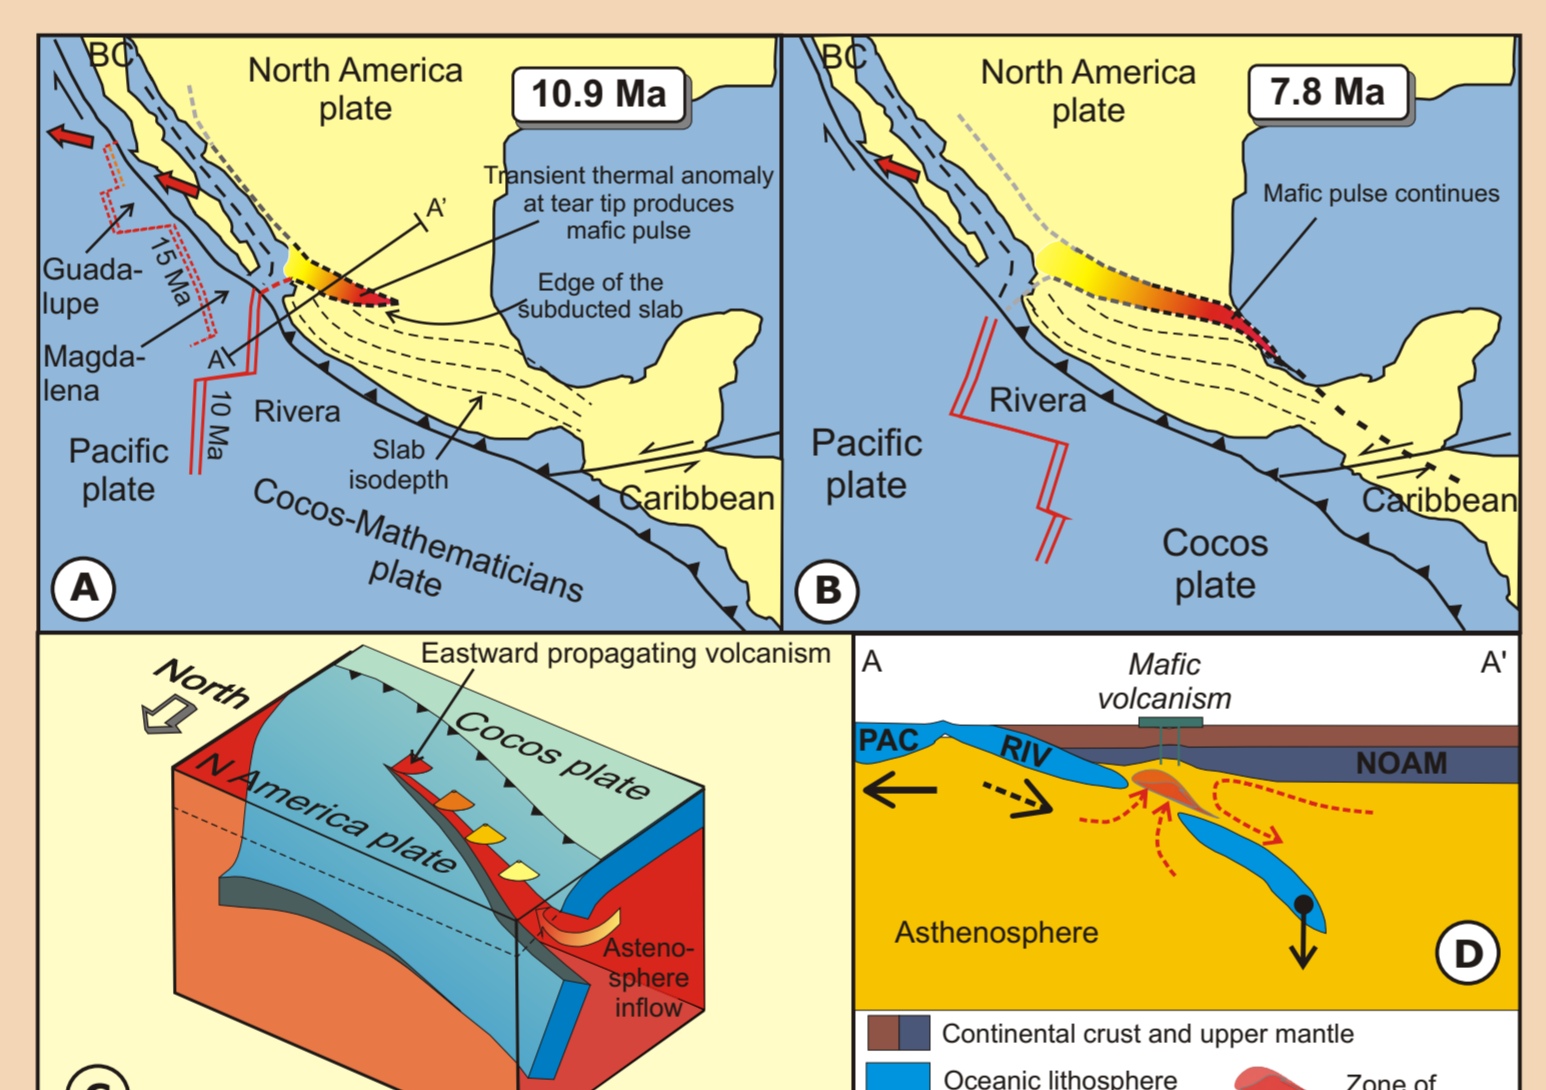 BC
North America
plate
10.9 Ma
Transient thermal anomaly
at tear tip produces
mafic pulse
A'
Edge of the
subducted slab
15 Ma
Guada-
lupe
Magda-
lena
A
10 Ma
Rivera
Pacific
plate
Slab
isodepth
Cocos-Mathematicians
plate
Caribbean
A
BC
North America
plate
7.8 Ma
Mafic pulse continues
Rivera
Pacific
plate
Cocos
plate
Caribbean
B
North
Eastward propagating volcanism
Cocos plate
N America plate
Asteno-
sphere
inflow
A
Mafic
volcanism
A'
PAC
RIV
NOAM
Asthenosphere
D
Continental crust and upper mantle
Oceanic lithosphere
Zone of